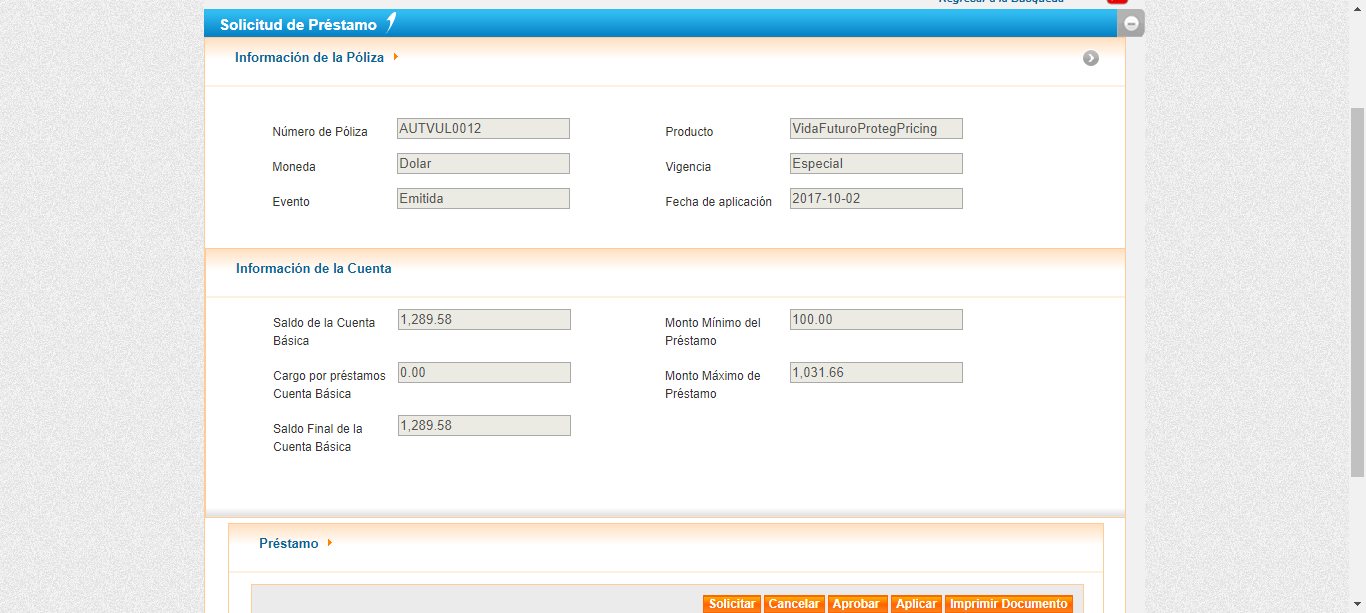 Regresar a la Búsqueda
Solicitud de Préstamo
Información de la Póliza
Número de Póliza AUTVUL0012 Producto VidaFuturoProtegPricing
Moneda Dolar Vigencia Especial
Evento Emitida Fecha de aplicación 2017-10-02
Información de la Cuenta
Saldo de la Cuenta 1,289.58 Monto Mínimo del 100.00
Básica Préstamo
Cargo por préstamos 0.00 Monto Máximo de 1,031.66
Cuenta Básica Préstamo
Saldo Final de la 1,289.58
Cuenta Básica
Préstamo
Solicitar Cancelar Aprobar Aplicar Imprimir Documento